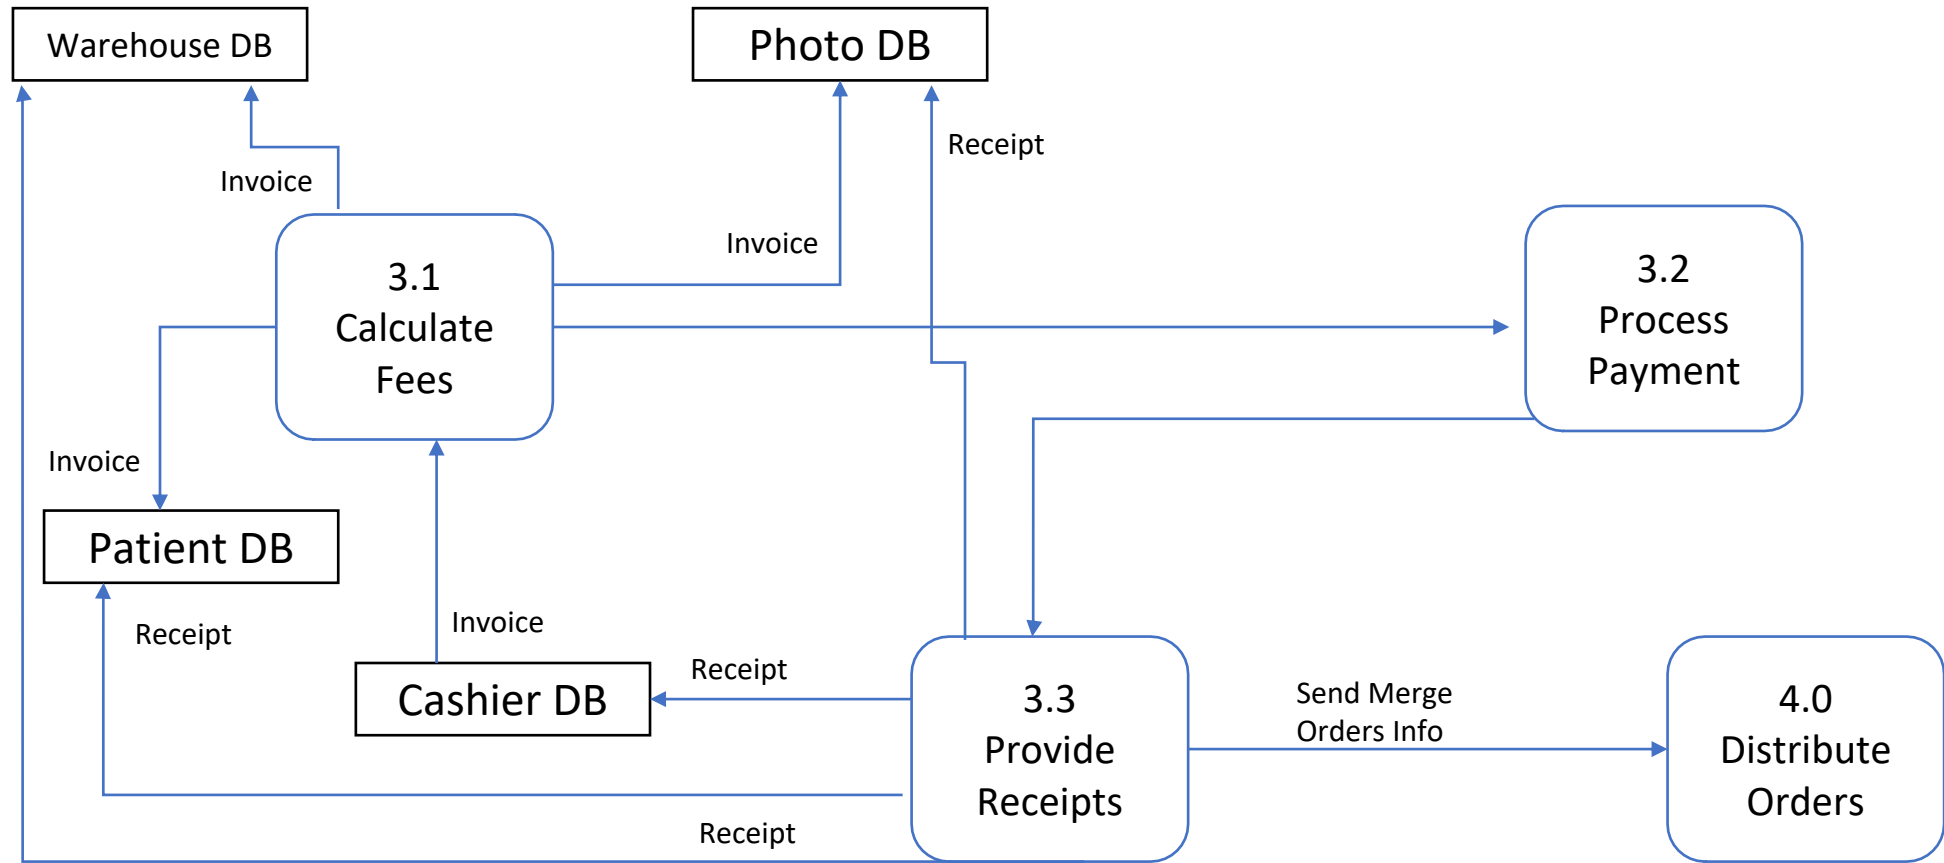 Warehouse DB
Photo DB
Receipt
Invoice
Invoice
3.1
Calculate
Fees
3.2
Process
Payment
Invoice
Patient DB
Receipt
Invoice
Cashier DB
Receipt
3.3
Provide
Receipts
Send Merge
Orders Info
4.0
Distribute
Orders
Receipt